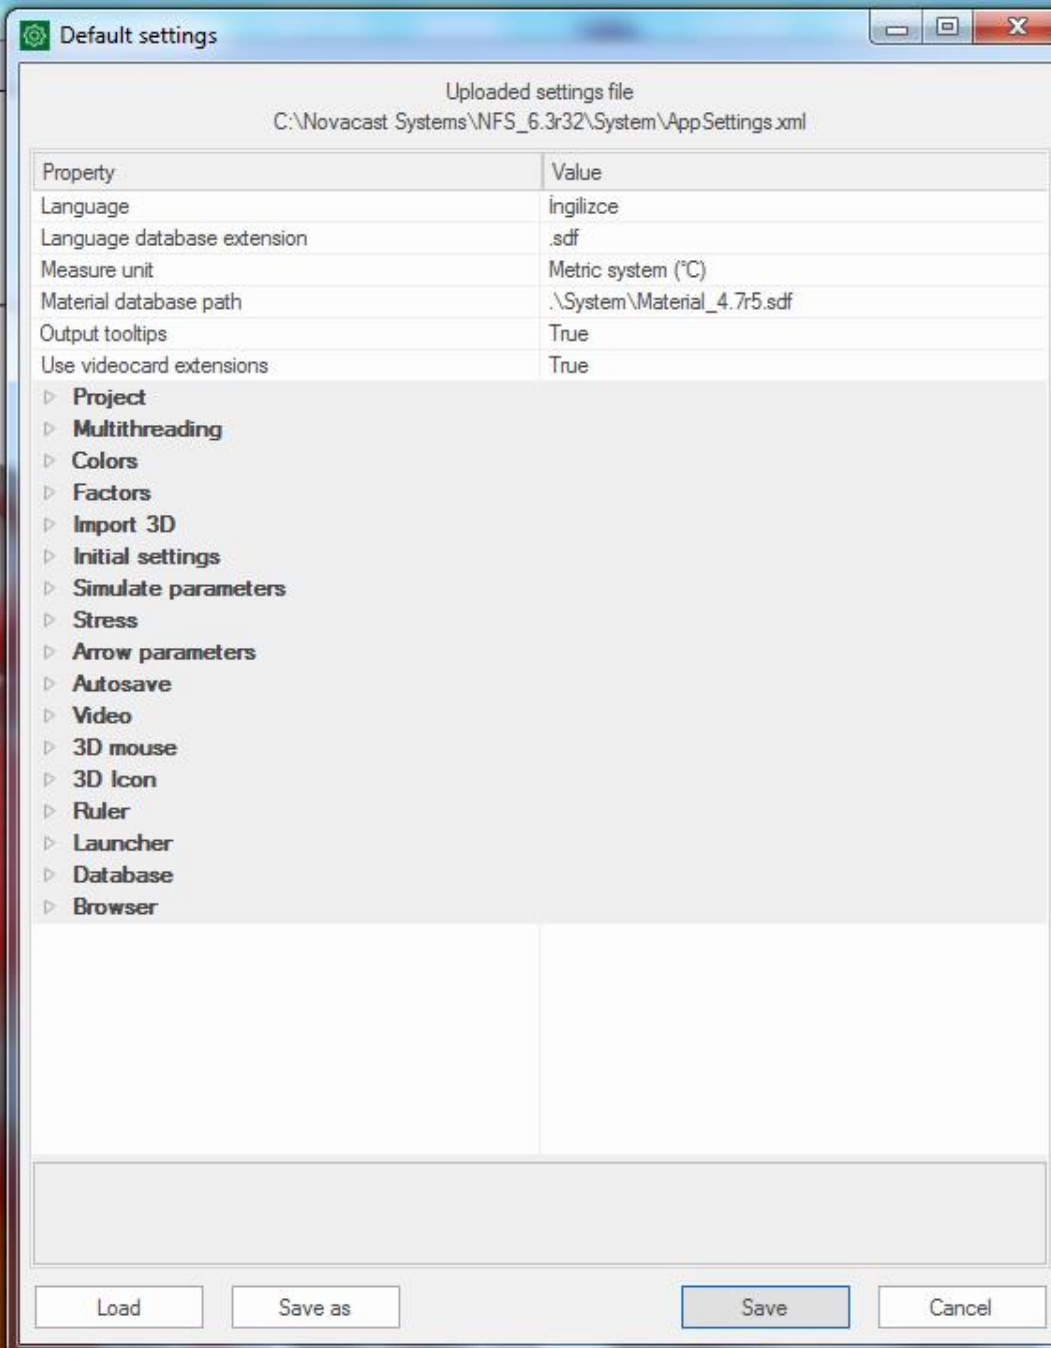 Default settings
Uploaded settings file
C:\Novacast Systems\NFS_6.3r32\System\AppSettings.xml
Property Value
Language İngilizce
Language database extension .sdf
Measure unit Metric system (°C)
Material database path .\System\Material_4.7r5.sdf
Output tooltips True
Use videocard extensions True
Project
Multithreading
Colors
Factors
Import 3D
Initial settings
Simulate parameters
Stress
Arrow parameters
Autosave
Video
3D mouse
3D Icon
Ruler
Launcher
Database
Browser
Load Save as Save Cancel